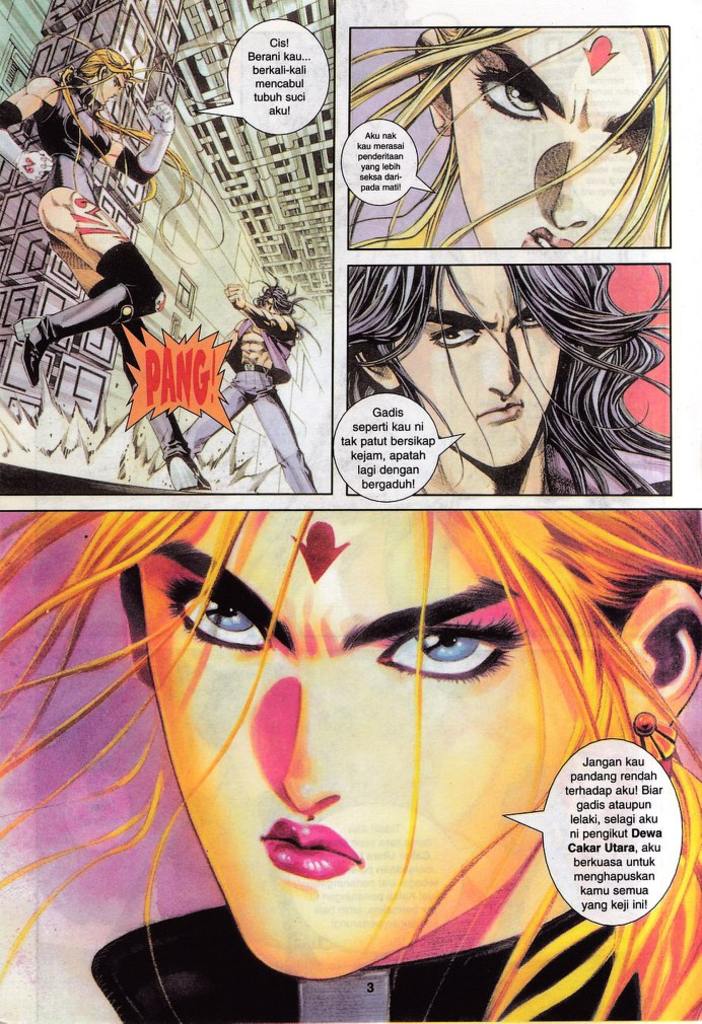 Cis!
Berani kau...
berkali-kali
mencabul
tubuh suci
aku!
PANG!
Aku nak
kau merasai
penderitaan
yang lebih
seksa dari-
pada mati!
Gadis
seperti kau ni
tak patut bersikap
kejam, apatah
lagi dengan
bergaduh!
Jangan kau
pandang rendah
terhadap aku! Biar
gadis ataupun
lelaki, selagi aku
ni pengikut Dewa
Cakar Utara, aku
berkuasa untuk
menghapuskan
kamu semua
yang keji ini!
3